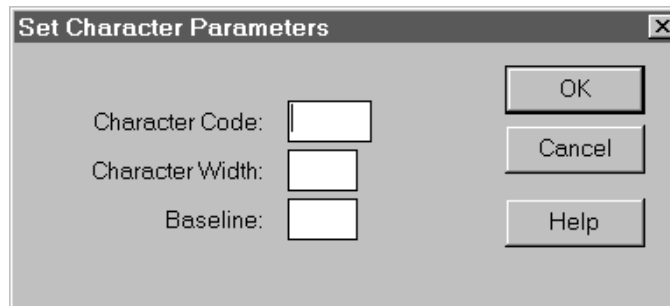 Set Character Parameters
Character Code:
Character Width:
Baseline:
OK
Cancel
Help